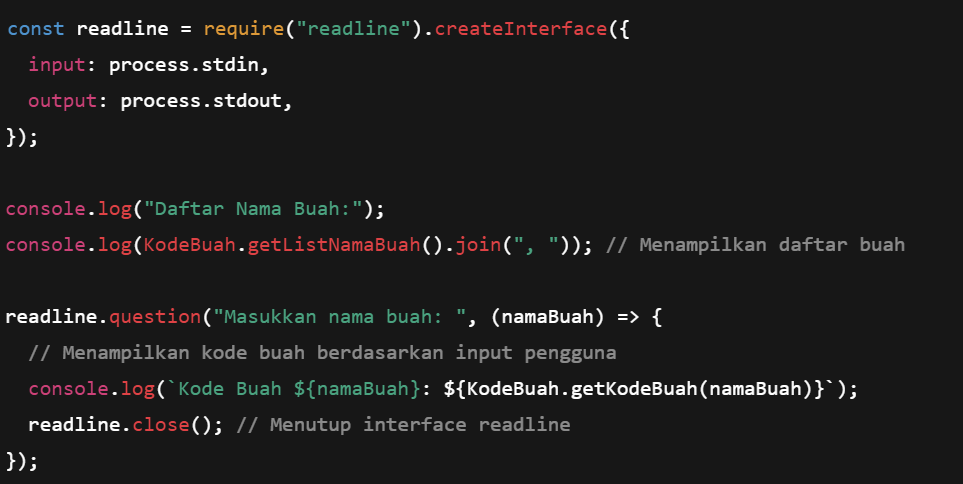 const readline = require("readline").createInterface({
  input: process.stdin,
  output: process.stdout,
});

console.log("Daftar Nama Buah:");
console.log(KodeBuah.getListNamaBuah().join(", ")); // Menampilkan daftar buah

readline.question("Masukkan nama buah: ", (namaBuah) => {
  // Menampilkan kode buah berdasarkan input pengguna
  console.log(`Kode Buah ${namaBuah}: ${KodeBuah.getKodeBuah(namaBuah)}`);
  readline.close(); // Menutup interface readline
});